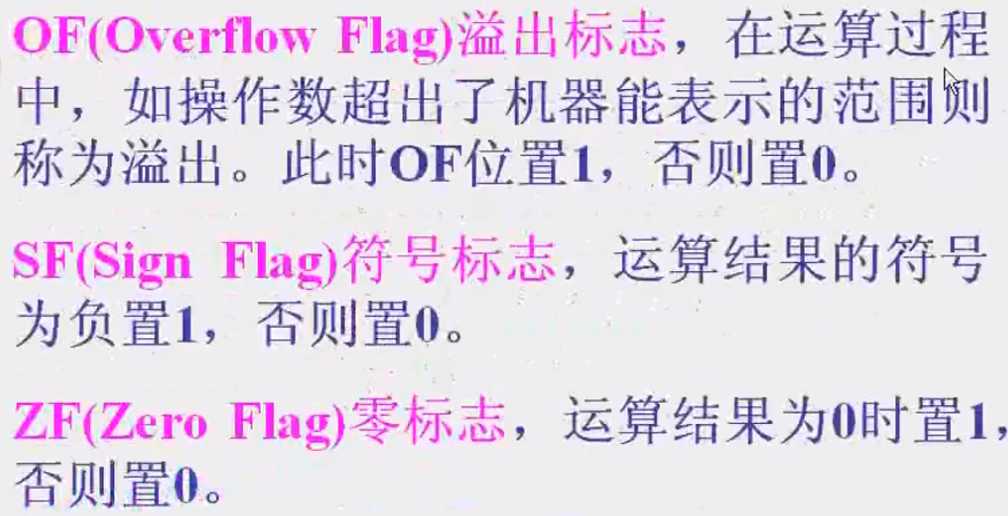 OF(Overflow Flag)溢出标志，在运算过程
中，如操作数超出了机器能表示的范围则
称为溢出。此时OF位置1，否则置0。
SF(Sign Flag)符号标志，运算结果的符号
为负置1，否则置0。
ZF(Zero Flag)零标志，运算结果为0时置1,
否则置0。